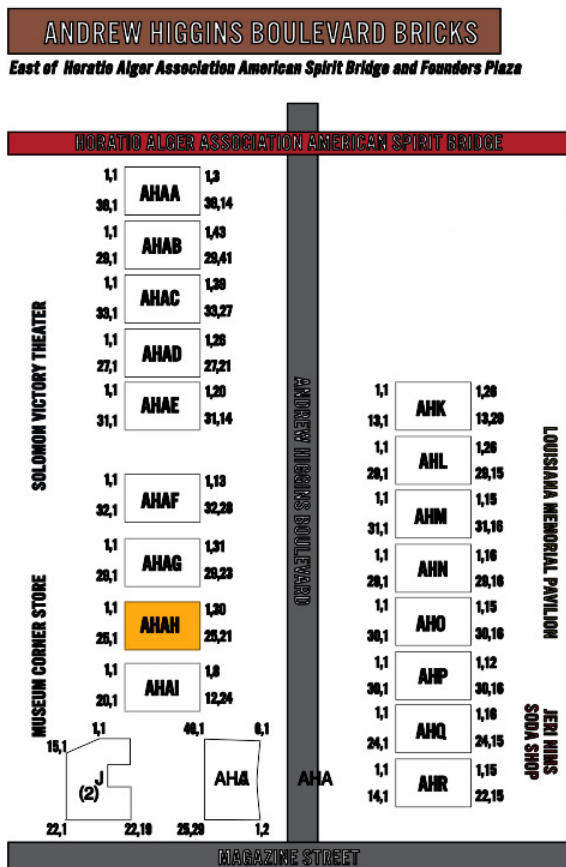 ANDREW HIGGINS BOULEVARD BRICKS
East of Horatio Alger Association American Spirit Bridge and Founders Plaza
HORATIO ALGER ASSOCIATION AMERICAN SPIRIT BRIDGE
1,1 AHAA 1,3
38,1 38,14
1,1 AHAB 1,43
29,1 29,41
1,1 AHAC 1,39
33,1 33,27
1,1 AHAD 1,26
27,1 27,21
1,1 AHAE 1,20
31,1 31,14
SOLOMON VICTORY THEATER
1,1 AHAF 1,13
32,1 32,28
1,1 AHAG 1,31
29,1 29,23
1,1 AHAH 1,30
25,1 25,21
1,1 AHAI 1,8
20,1 12,24
MUSEUM CORNER STORE
1,1
15,1
J
(2)
22,1 22,19
40,1 6,1
25,29 1,2
AHA
ANDREW HIGGINS BOULEVARD
1,1 AHK 1,26
13,1 13,29
1,1 AHL 1,26
29,1 29,15
1,1 AHM 1,15
31,1 31,16
1,1 AHN 1,16
29,1 29,16
1,1 AHO 1,15
30,1 30,16
1,1 AHP 1,12
30,1 30,16
1,1 AHQ 1,16
24,1 24,15
1,1 AHR 1,15
14,1 22,15
LOUISIANA MEMORIAL PAVILION
JERI NIMS
SODA SHOP
MAGAZINE STREET